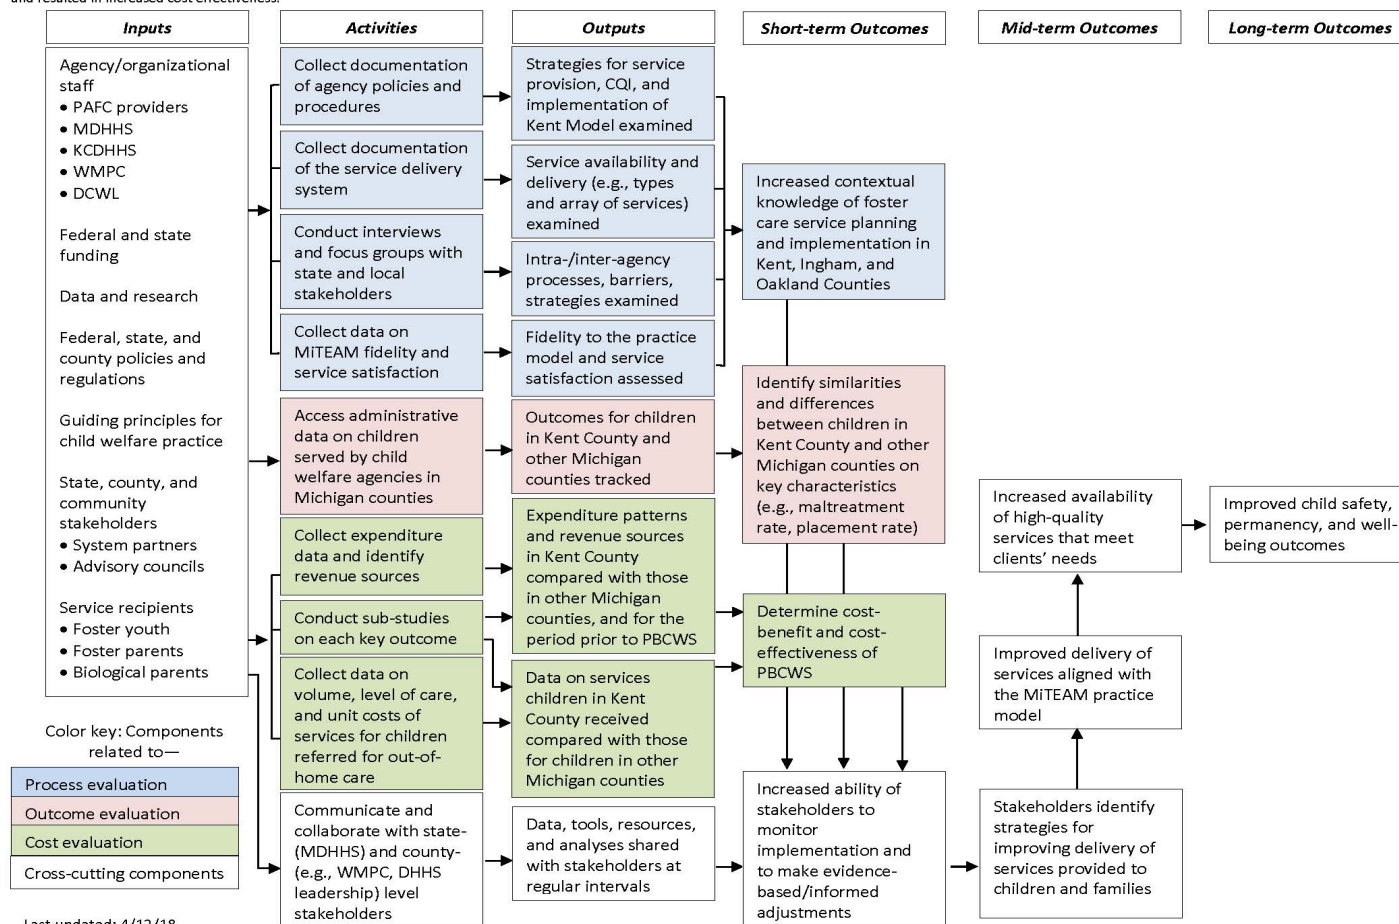 and resulted in increased cost effectiveness.
Inputs
Agency/organizational
staff
• PAFC providers
• MDHHS
• KCDHHS
• WMPC
• DCWL
Federal and state
funding
Data and research
Federal, state, and
county policies and
regulations
Guiding principles for
child welfare practice
State, county, and
community
stakeholders
• System partners
• Advisory councils
Service recipients
• Foster youth
• Foster parents
• Biological parents
Color key: Components
related to—
Process evaluation
Outcome evaluation
Cost evaluation
Cross-cutting components
Last updated: 4/12/18
Activities
Collect documentation
of agency policies and
procedures
Collect documentation
of the service delivery
system
Conduct interviews
and focus groups with
state and local
stakeholders
Collect data on
MiTEAM fidelity and
service satisfaction
Access administrative
data on children
served by child
welfare agencies in
Michigan counties
Collect expenditure
data and identify
revenue sources
Conduct sub-studies
on each key outcome
Collect data on
volume, level of care,
and unit costs of
services for children
referred for out-of-
home care
Communicate and
collaborate with state-
(MDHHS) and county-
(e.g., WMPC, DHHS
leadership) level
stakeholders
Outputs
Strategies for service
provision, CQI, and
implementation of
Kent Model examined
Service availability and
delivery (e.g., types
and array of services)
examined
Intra-/inter-agency
processes, barriers,
strategies examined
Fidelity to the practice
model and service
satisfaction assessed
Outcomes for children
in Kent County and
other Michigan
counties tracked
Expenditure patterns
and revenue sources
in Kent County
compared with those
in other Michigan
counties, and for the
period prior to PBCWS
Data on services
children in Kent
County received
compared with those
for children in other
Michigan counties
Data, tools, resources,
and analyses shared
with stakeholders at
regular intervals
Short-term Outcomes
Increased contextual
knowledge of foster
care service planning
and implementation in
Kent, Ingham, and
Oakland Counties
Identify similarities
and differences
between children in
Kent County and other
Michigan counties on
key characteristics
(e.g., maltreatment
rate, placement rate)
Determine cost-
benefit and cost-
effectiveness of
PBCWS
Increased ability of
stakeholders to
monitor
implementation and
to make evidence-
based/informed
adjustments
Mid-term Outcomes
Increased availability
of high-quality
services that meet
clients’ needs
Improved delivery of
services aligned with
the MiTEAM practice
model
Stakeholders identify
strategies for
improving delivery of
services provided to
children and families
Long-term Outcomes
Improved child safety,
permanency, and well-
being outcomes